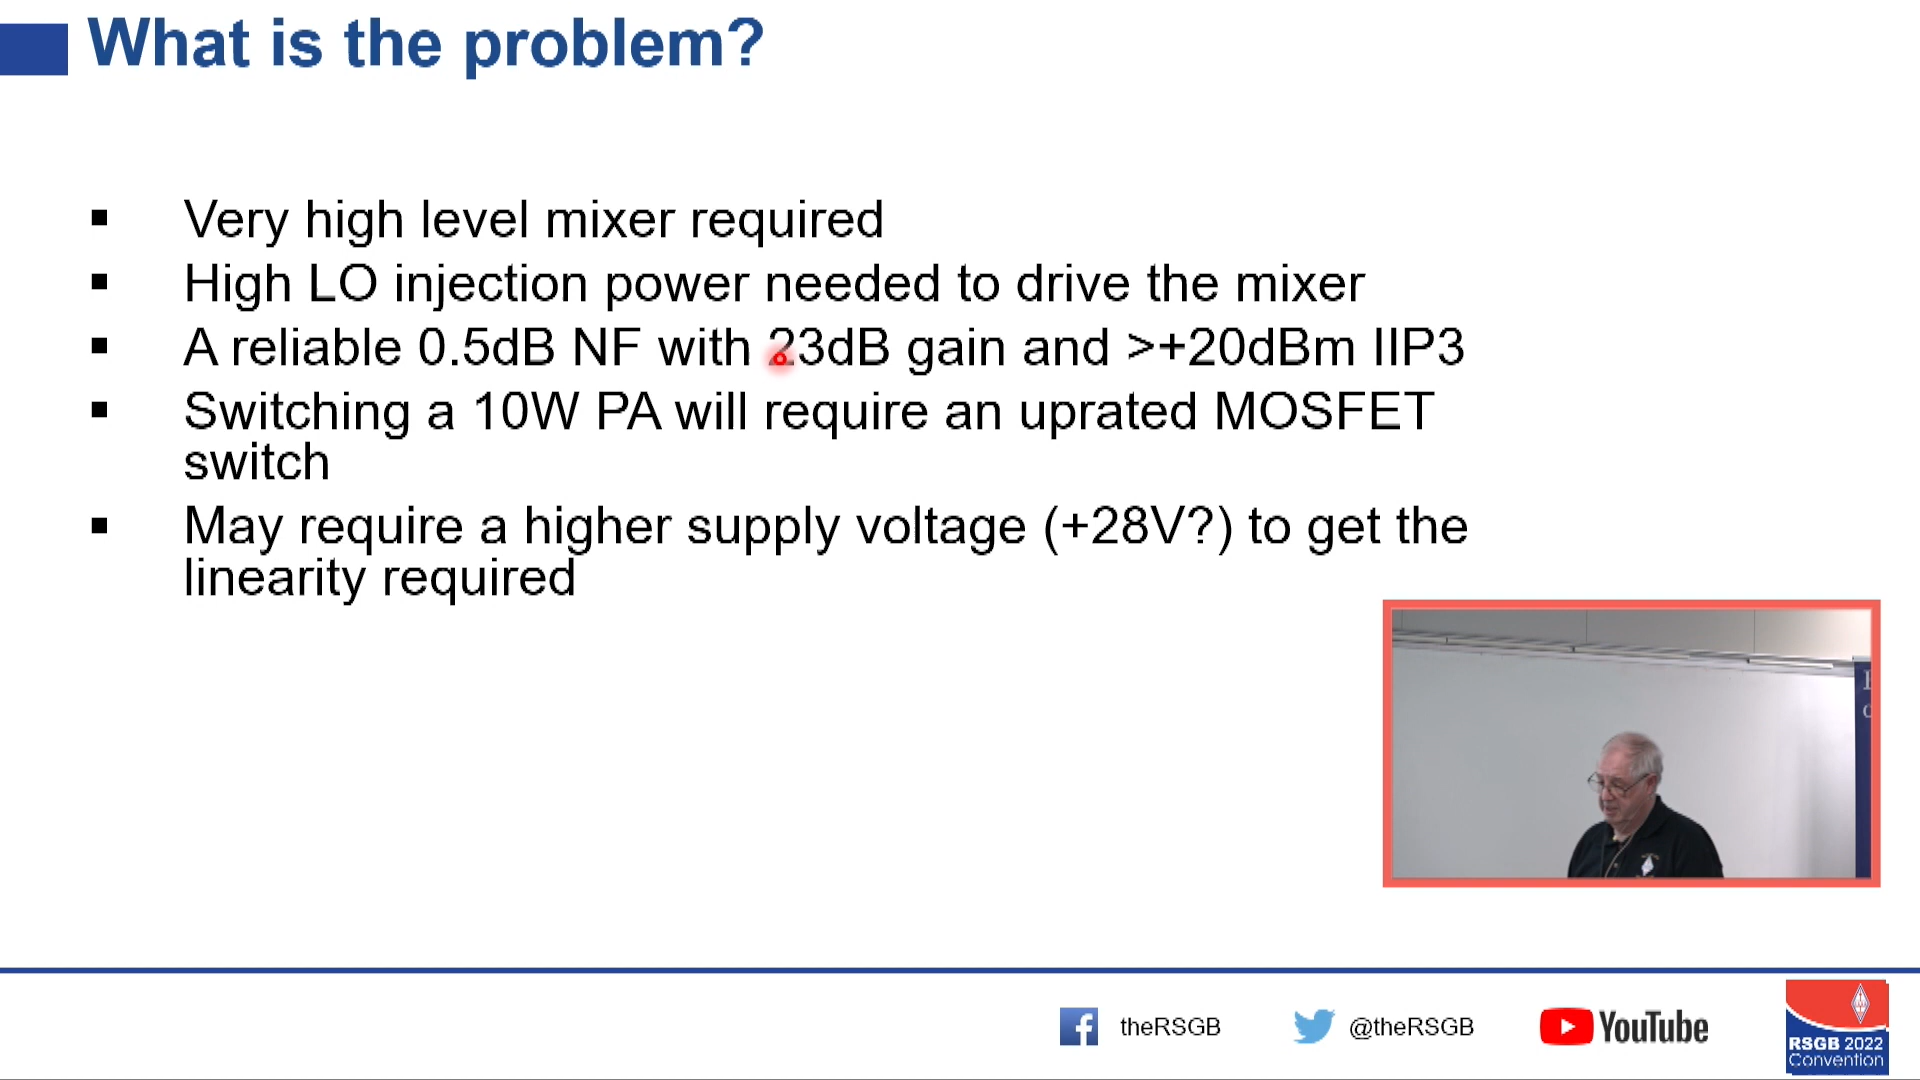 What is the problem?
▪ Very high level mixer required
▪ High LO injection power needed to drive the mixer
▪ A reliable 0.5dB NF with 23dB gain and >+20dBm IIP3
▪ Switching a 10W PA will require an uprated MOSFET
switch
▪ May require a higher supply voltage (+28V?) to get the
linearity required
theRSGB
@theRSGB
YouTube
RSGB 2022
Convention